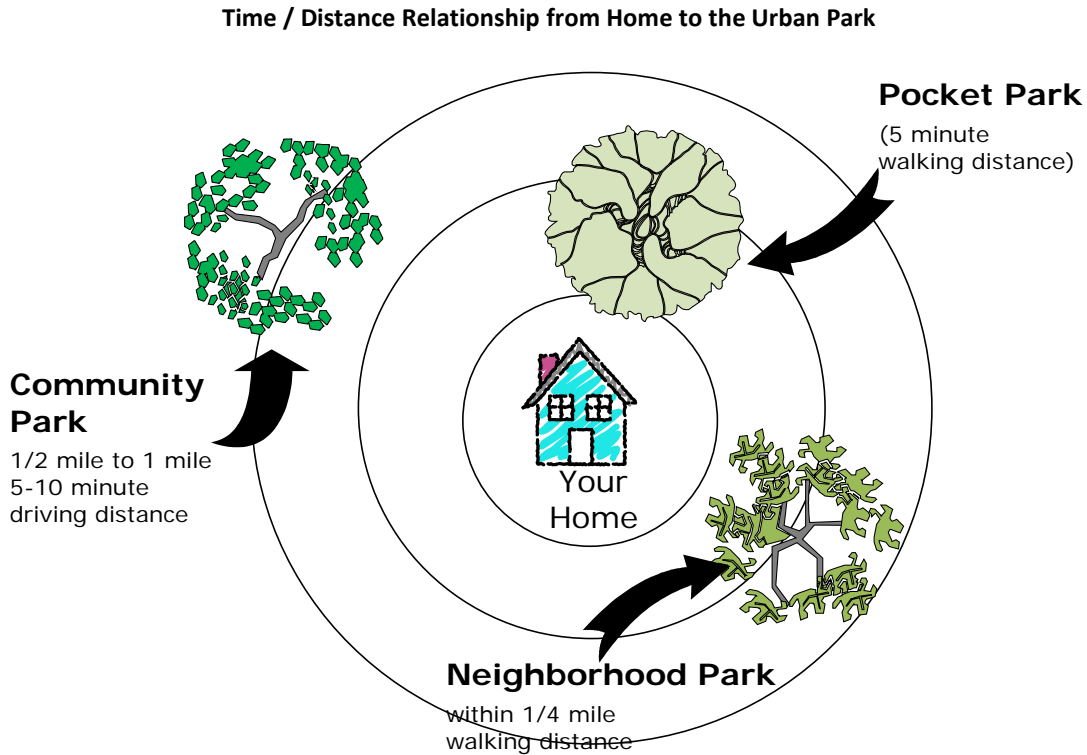 Time / Distance Relationship from Home to the Urban Park
Pocket Park
(5 minute
walking distance)
Community
Park
1/2 mile to 1 mile
5-10 minute
driving distance
Your
Home
Neighborhood Park
within 1/4 mile
walking distance